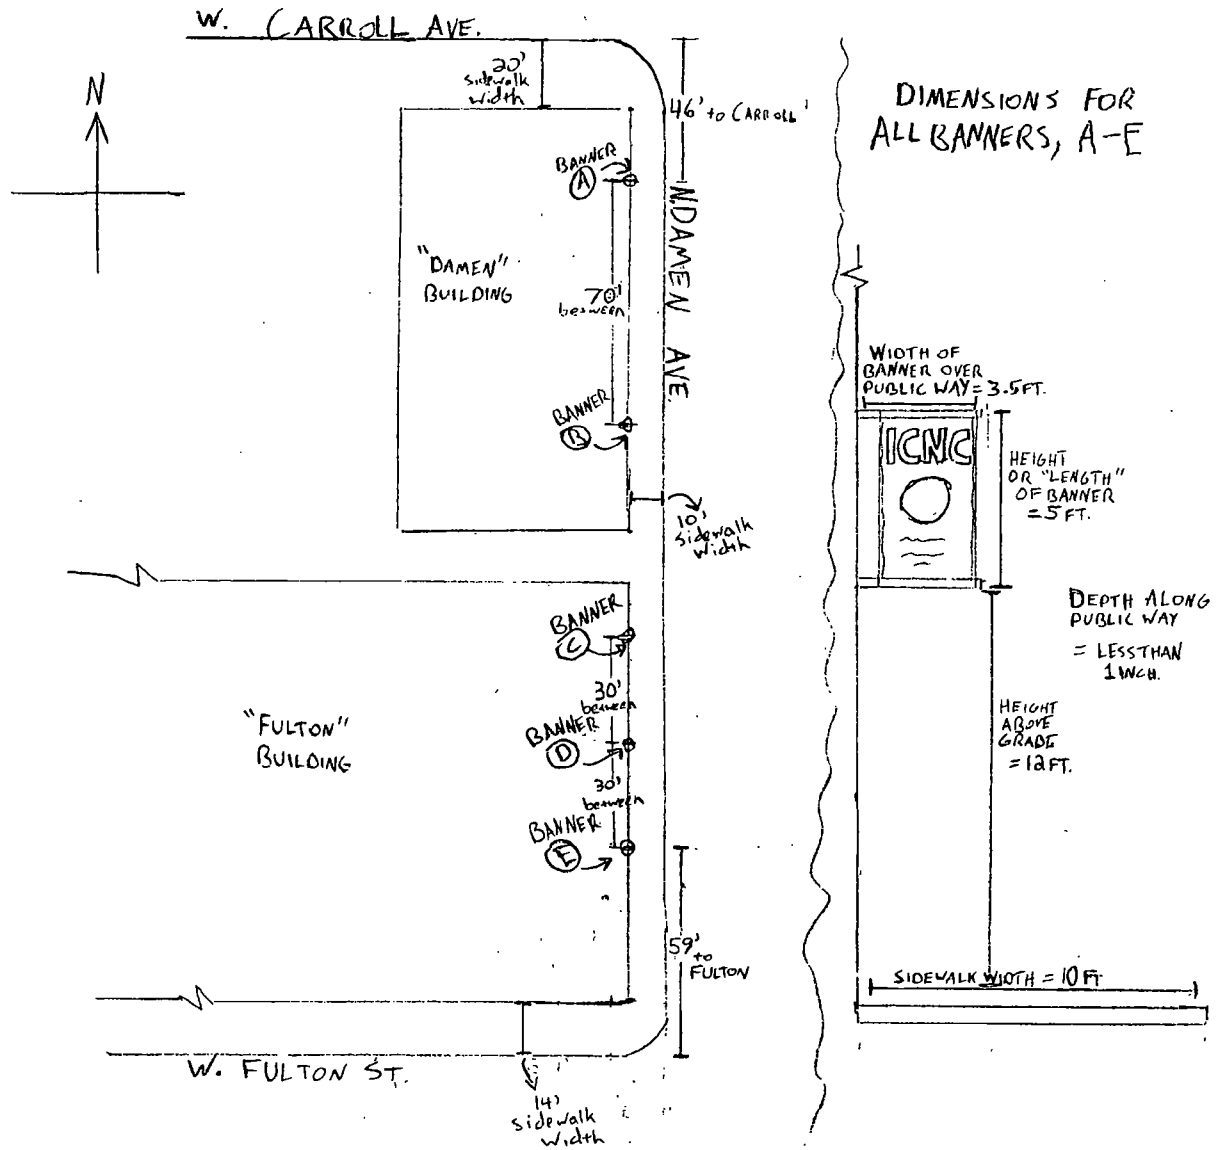 W. CARROLL AVE.
20'
sidewalk
width
46' to CARROLL'
N
BANNER
A
"DAMEN"
BUILDING
70'
between
N. DAMEN AVE.
BANNER
B
10'
sidewalk
width
BANNER
C
30'
between
"FULTON"
BUILDING
BANNER
D
30'
between
BANNER
E
59'
to
FULTON
W. FULTON ST.
14'
sidewalk
width
DIMENSIONS FOR
ALL BANNERS, A-E
WIDTH OF
BANNER OVER
PUBLIC WAY = 3.5FT.
ICNC
HEIGHT
OR "LENGTH"
OF BANNER
= 5 FT.
DEPTH ALONG
PUBLIC WAY
= LESS THAN
1 INCH.
HEIGHT
ABOVE
GRADE
= 12 FT.
SIDEWALK WIDTH = 10 FT